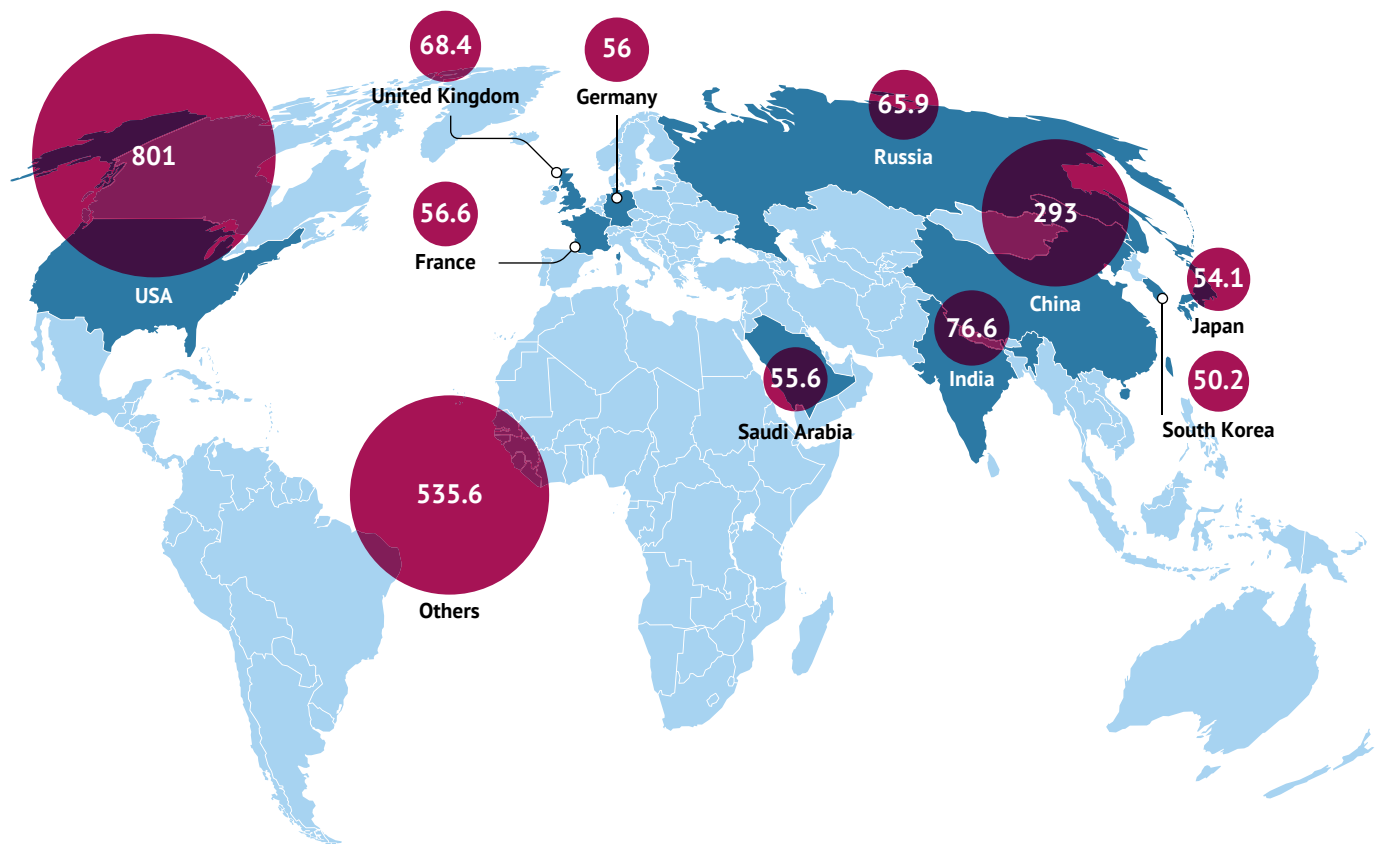 801
USA
68.4
United Kingdom
56
Germany
56.6
France
65.9
Russia
293
China
54.1
Japan
76.6
India
55.6
Saudi Arabia
50.2
South Korea
535.6
Others